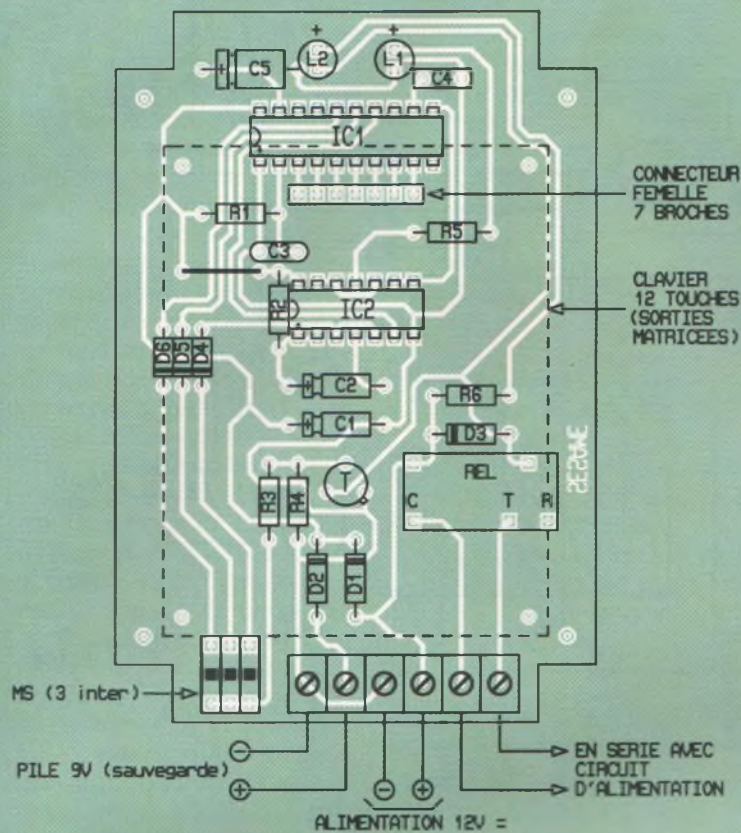 +
+
C5
L2
L1
C4
IC1
CONNECTEUR
FEMELLE
7 BROCHES
R1
R5
C3
CLAVIER
12 TOUCHES
(SORTIES
MATRICEES)
R2
IC2
D6
D5
D4
+
C2
R6
+
C1
D3
REL
R3
R4
T
C
T
R
D2
D1
MS (3 inter)
PILE 9V (sauvegarde)
-
+
-
+
EN SERIE AVEC
CIRCUIT
D'ALIMENTATION
ALIMENTATION 12V =